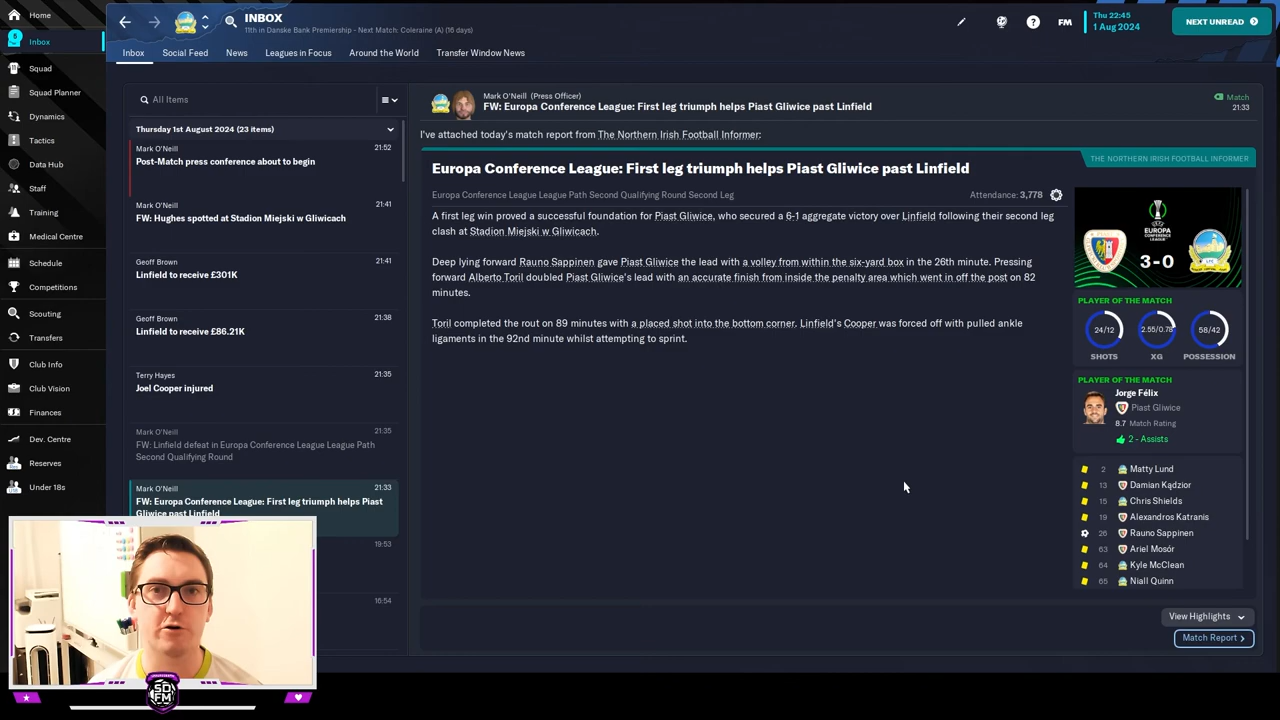 Home
5
Inbox
Squad
Squad Planner
Dynamics
Tactics
Data Hub
Staff
Training
Medical Centre
Schedule
Competitions
Scouting
Transfers
Club Info
Club Vision
Finances
Dev. Centre
Reserves
Under 18s
INBOX
11th in Danske Bank Premiership - Next Match: Coleraine (A) (16 days)
FM
Thu 22:45
1 Aug 2024
NEXT UNREAD
Inbox
Social Feed
News
Leagues in Focus
Around the World
Transfer Window News
All Items
Thursday 1st August 2024 (23 items)
Mark O'Neill 21:52
Post-Match press conference about to begin
Mark O'Neill 21:41
FW: Hughes spotted at Stadion Miejski w Gliwicach
Geoff Brown 21:41
Linfield to receive £301K
Geoff Brown 21:38
Linfield to receive £86.21K
Terry Hayes 21:35
Joel Cooper injured
Mark O'Neill 21:35
FW: Linfield defeat in Europa Conference League League Path
Second Qualifying Round
Mark O'Neill 21:33
FW: Europa Conference League: First leg triumph helps Piast
Gliwice past Linfield
19:53
16:54
Mark O'Neill (Press Officer)
FW: Europa Conference League: First leg triumph helps Piast Gliwice past Linfield
Match
21:33
I've attached today's match report from The Northern Irish Football Informer:
THE NORTHERN IRISH FOOTBALL INFORMER
Europa Conference League: First leg triumph helps Piast Gliwice past Linfield
Europa Conference League League Path Second Qualifying Round Second Leg
Attendance: 3,778
A first leg win proved a successful foundation for Piast Gliwice, who secured a 6-1 aggregate victory over Linfield following their second leg
clash at Stadion Miejski w Gliwicach.
Deep lying forward Rauno Sappinen gave Piast Gliwice the lead with a volley from within the six-yard box in the 26th minute. Pressing
forward Alberto Toril doubled Piast Gliwice's lead with an accurate finish from inside the penalty area which went in off the post on 82
minutes.
Toril completed the rout on 89 minutes with a placed shot into the bottom corner. Linfield's Cooper was forced off with pulled ankle
ligaments in the 92nd minute whilst attempting to sprint.
EUROPA
CONFERENCE
LEAGUE
3-0
PLAYER OF THE MATCH
24/12
2.55/0.78
58/42
SHOTS
XG
POSSESSION
PLAYER OF THE MATCH
Jorge Félix
Piast Gliwice
8.7 Match Rating
2 - Assists
2 Matty Lund
13 Damian Kądzior
15 Chris Shields
19 Alexandros Katranis
26 Rauno Sappinen
63 Ariel Mosór
64 Kyle McClean
65 Niall Quinn
View Highlights
Match Report
SD
FM